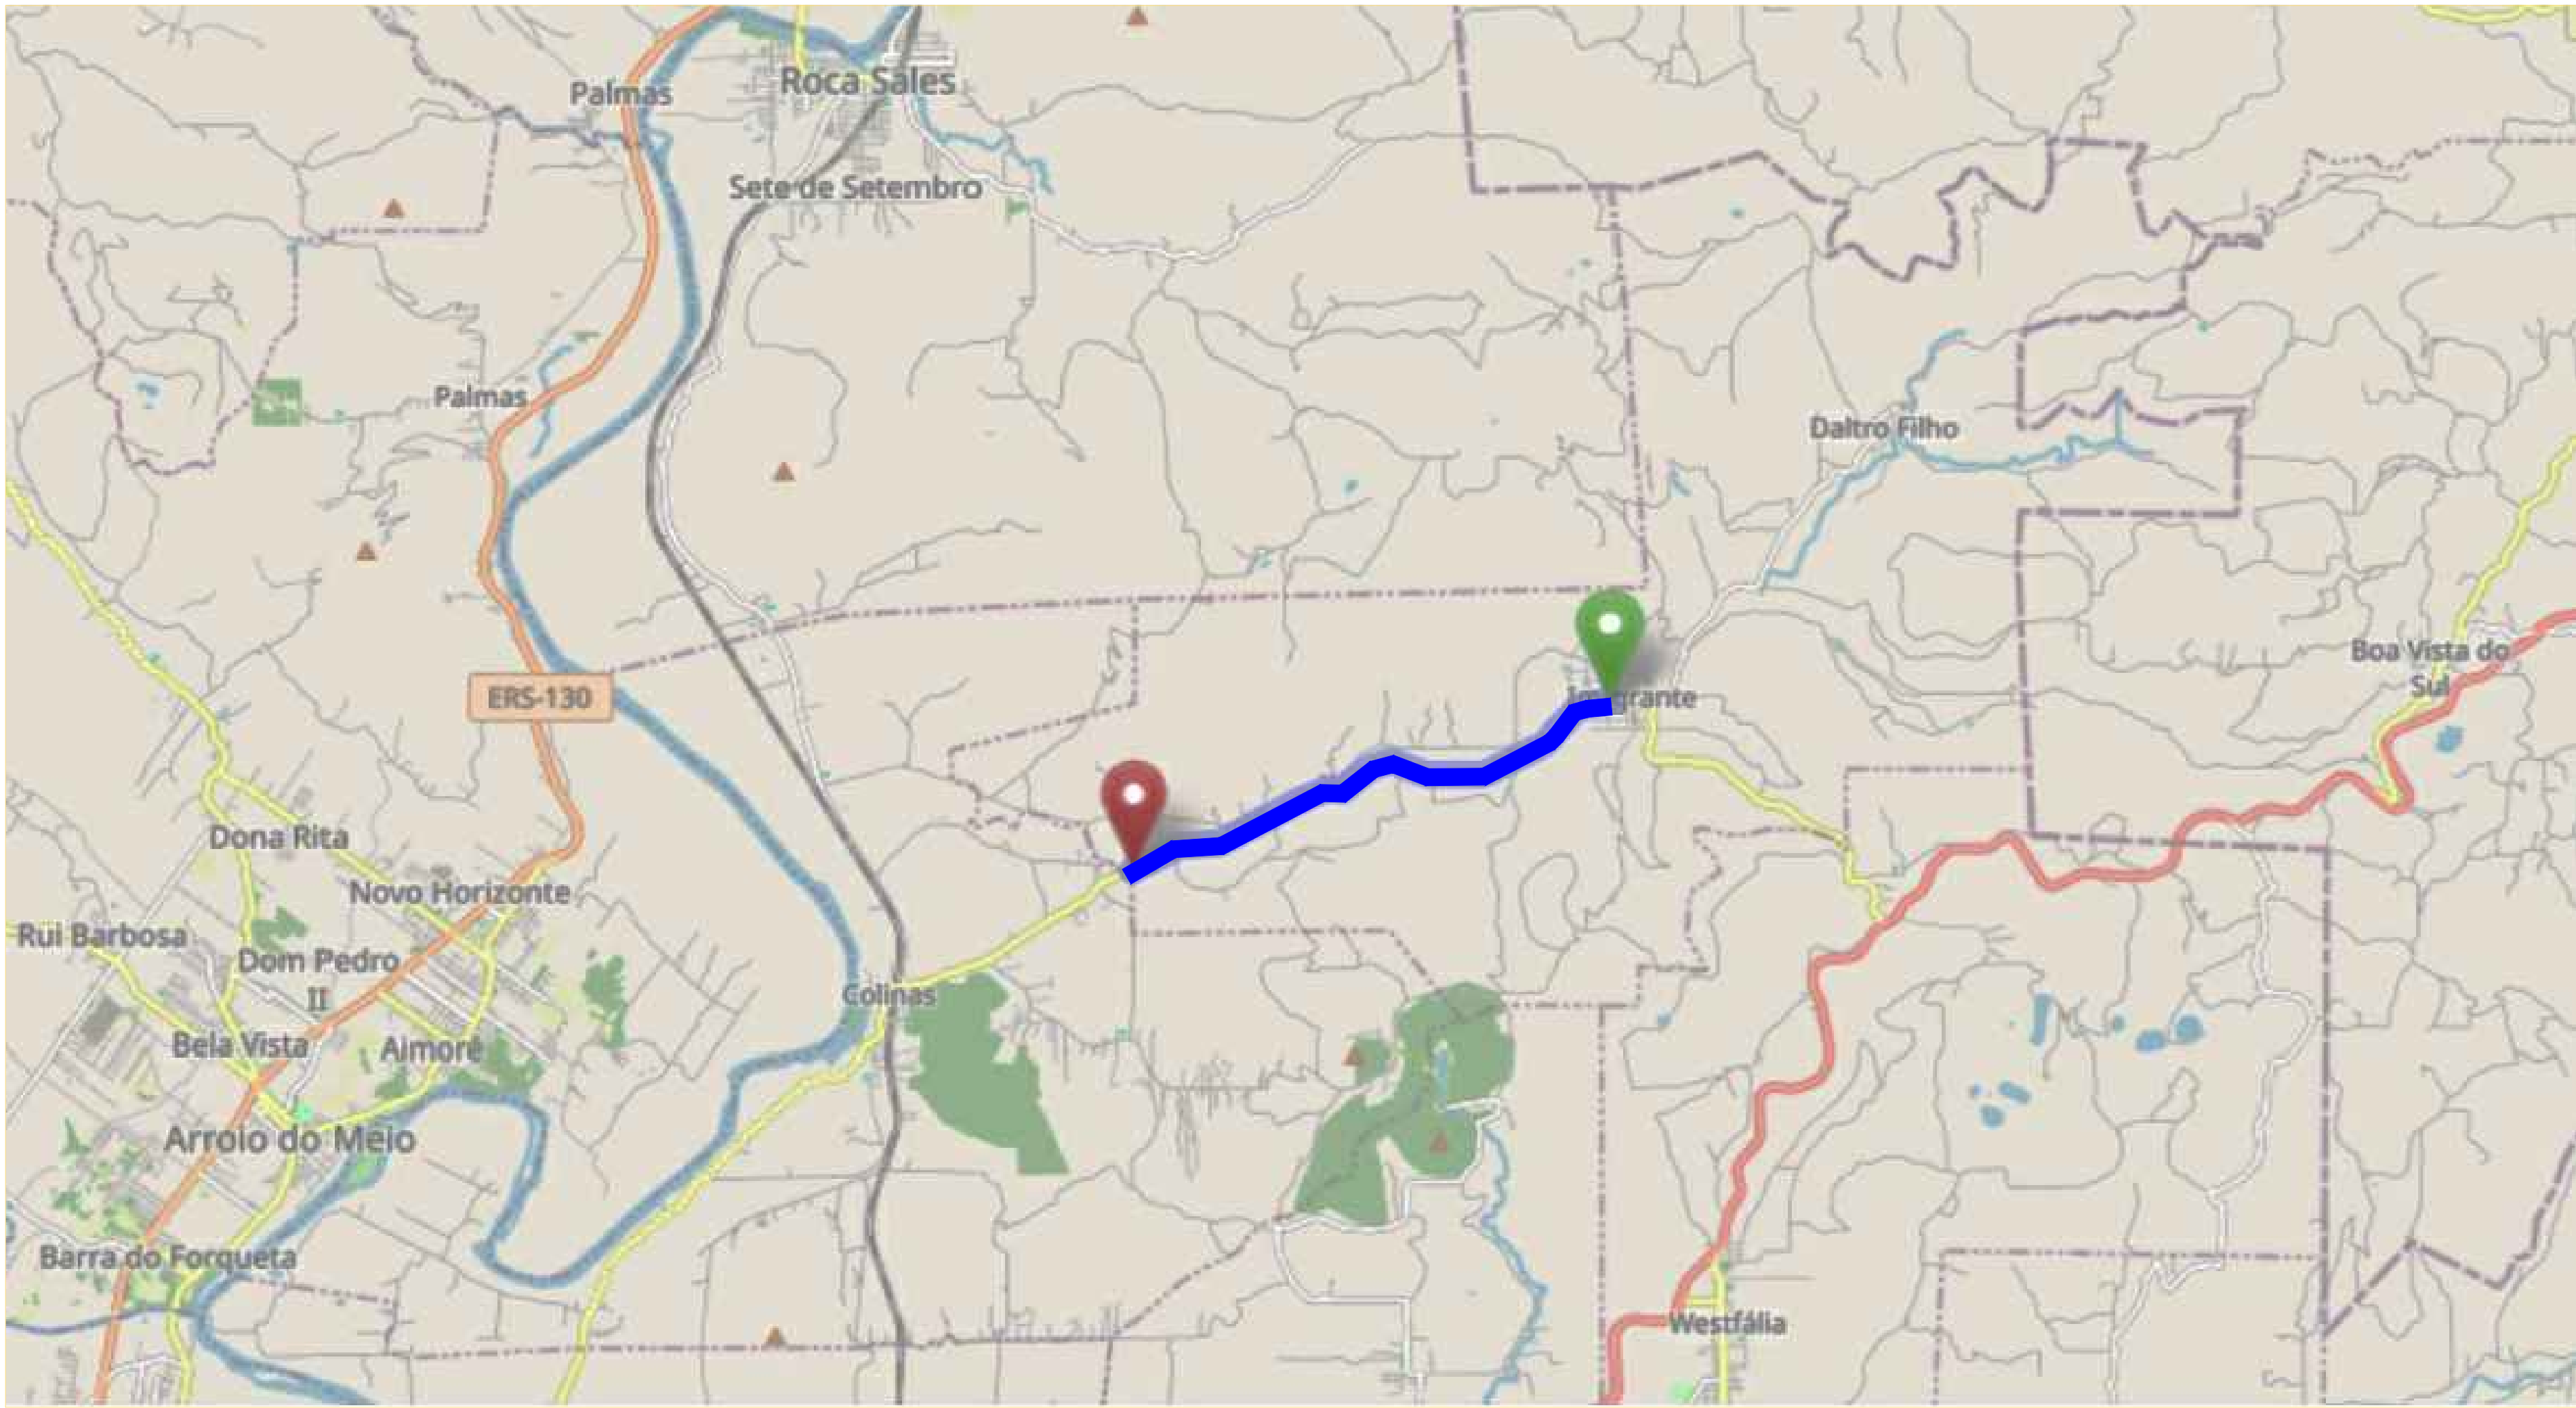 Palmas
Roca Sales
Sete de Setembro
Palmas
Daltro Filho
Boa Vista do
Sul
ERS-130
Dona Rita
Novo Horizonte
Rui Barbosa
Dom Pedro
II
Colinas
Bela Vista
Aimoré
Arroio do Meio
Barra do Forqueta
Westfália